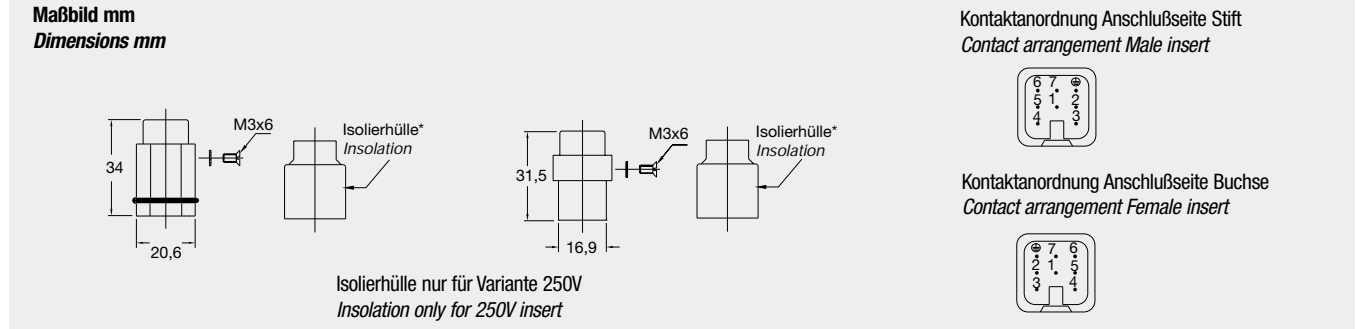 Maßbild mm
Dimensions mm
34
20,6
M3x6
Isolierhülle*
Insolation
31,5
16,9
M3x6
Isolierhülle*
Insolation
Isolierhülle nur für Variante 250V
Insolation only for 250V insert
Kontaktanordnung Anschlußseite Stift
Contact arrangement Male insert
6 7
5 1 2
4 3
Kontaktanordnung Anschlußseite Buchse
Contact arrangement Female insert
7 6
2 1 5
3 4